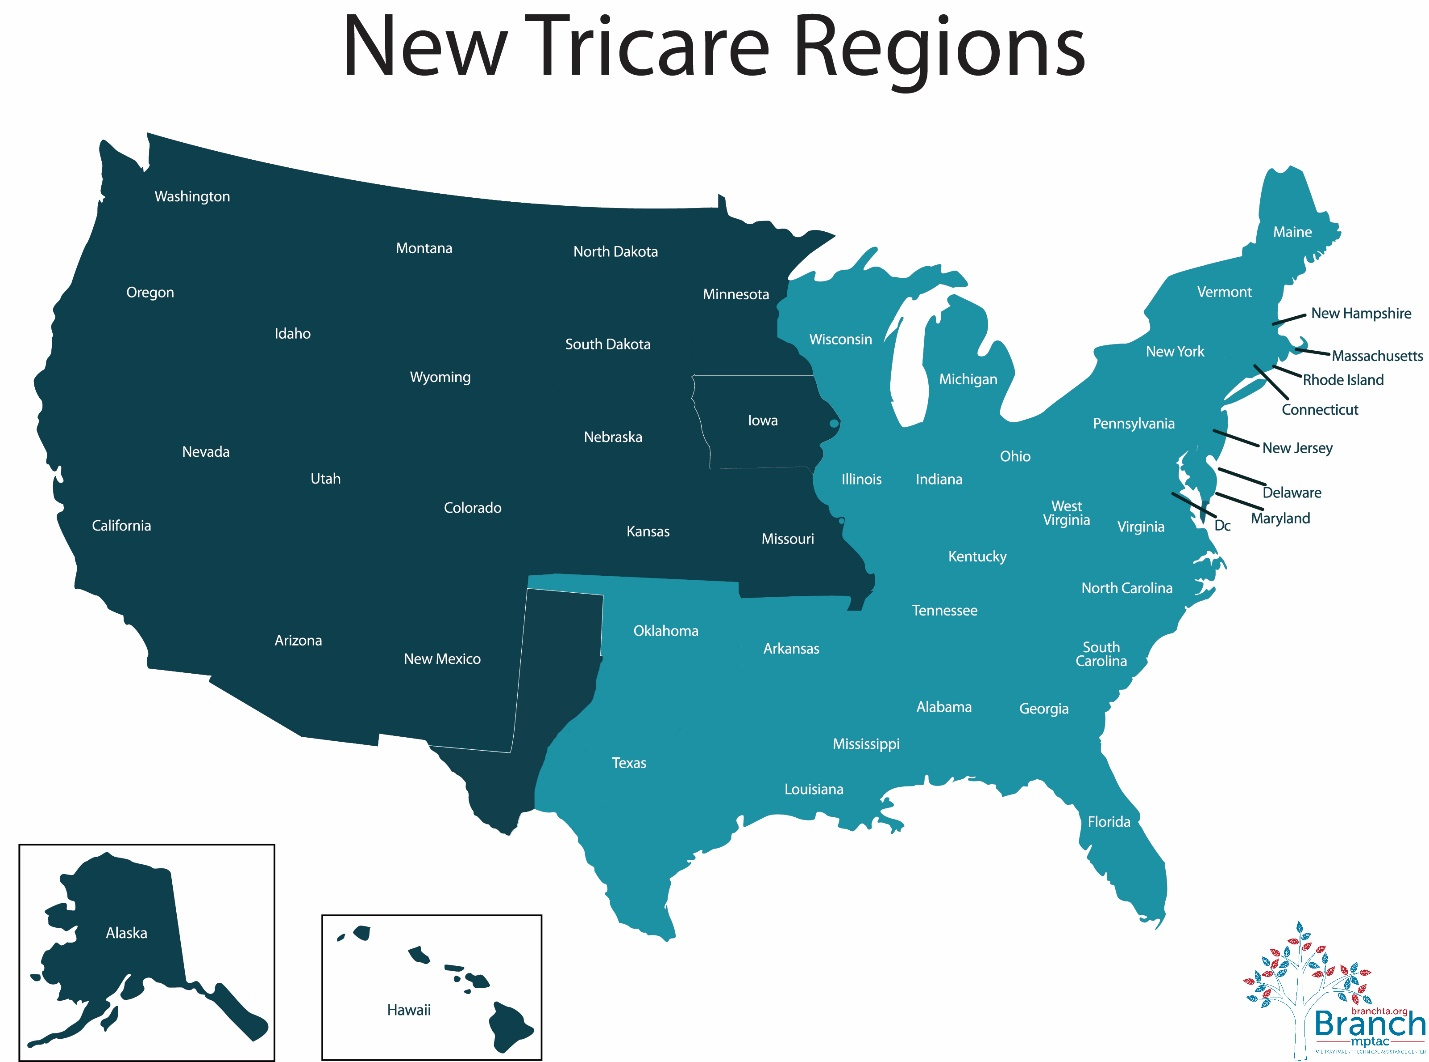 New Tricare Regions
Washington
Montana
North Dakota
Minnesota
Oregon
Idaho
South Dakota
Wyoming
Wisconsin
Michigan
Maine
Vermont
New Hampshire
New York
Massachusetts
Rhode Island
Connecticut
Pennsylvania
New Jersey
Iowa
Nebraska
Nevada
Utah
Colorado
California
Kansas
Missouri
Illinois
Indiana
Ohio
West
Virginia
Virginia
Delaware
Maryland
Dc
Kentucky
North Carolina
Tennessee
South
Carolina
Arizona
New Mexico
Oklahoma
Arkansas
Alabama
Georgia
Mississippi
Texas
Louisiana
Florida
Alaska
Hawaii
branchta.org
Branch
mptac